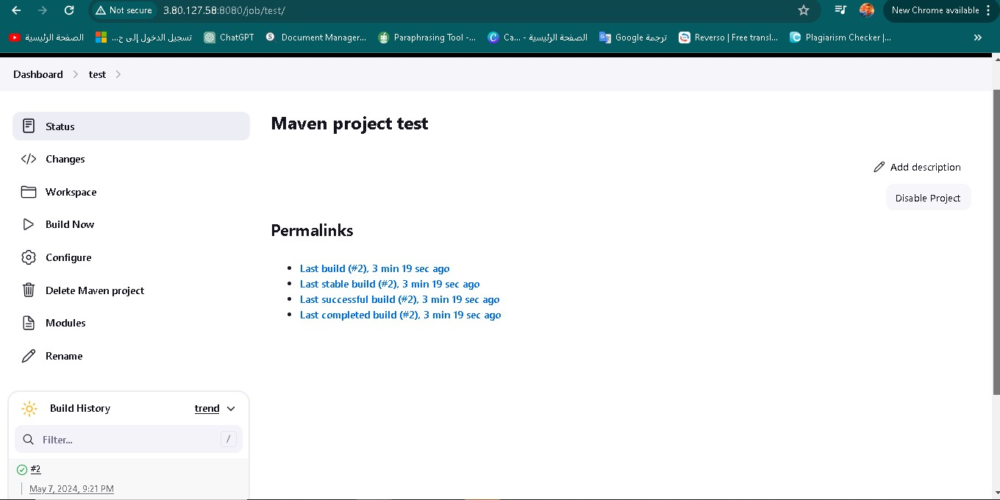 Not secure 3.80.127.58:8080/job/test/ New Chrome available
الصفحة الرئيسية تسجيل الدخول إلى ح... ChatGPT Document Manager... Paraphrasing Tool -... Ca... - الصفحة الرئيسية ترجمة Google Reverso | Free transl... Plagiarism Checker |... »
Dashboard > test >
Status
Changes
Workspace
Build Now
Configure
Delete Maven project
Modules
Rename
Build History trend
Filter... /
#2
May 7, 2024, 9:21 PM
Maven project test
Add description
Disable Project
Permalinks
Last build (#2), 3 min 19 sec ago
Last stable build (#2), 3 min 19 sec ago
Last successful build (#2), 3 min 19 sec ago
Last completed build (#2), 3 min 19 sec ago